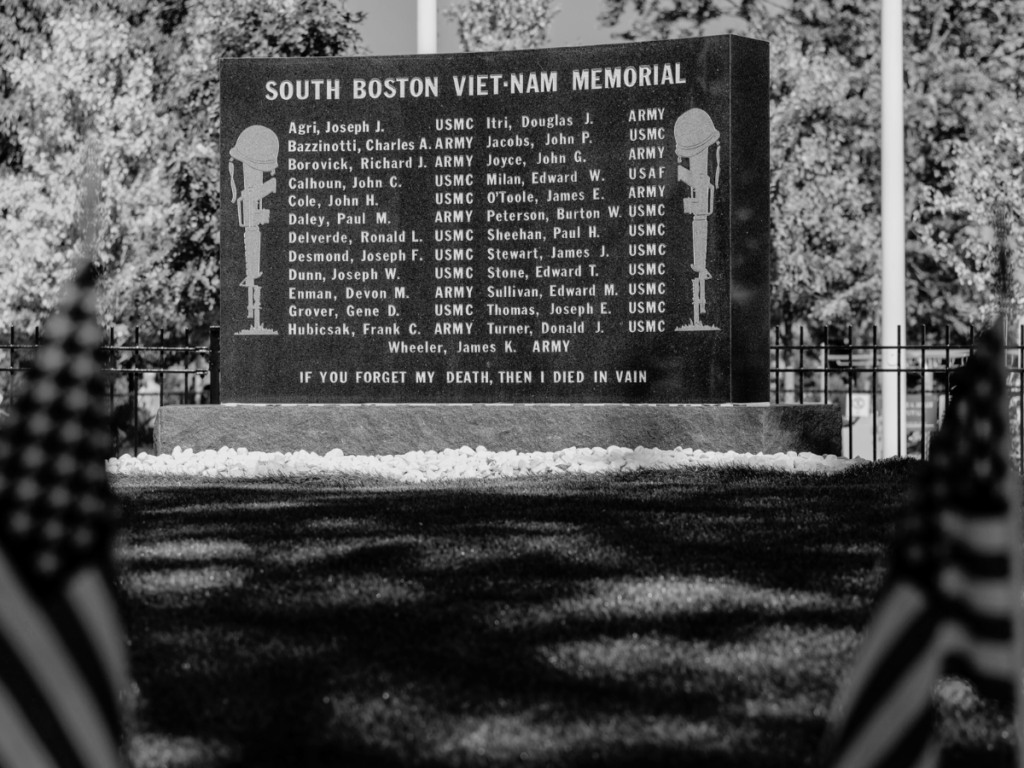 SOUTH BOSTON VIET·NAM MEMORIAL
Agri, Joseph J. USMC Itri, Douglas J. ARMY
Bazzinotti, Charles A. ARMY Jacobs, John P. USMC
Borovick, Richard J. ARMY Joyce, John G. ARMY
Calhoun, John C. USMC Milan, Edward W. USAF
Cole, John H. USMC O'Toole, James E. ARMY
Daley, Paul M. ARMY Peterson, Burton W. USMC
Delverde, Ronald L. USMC Sheehan, Paul H. USMC
Desmond, Joseph F. USMC Stewart, James J. USMC
Dunn, Joseph W. USMC Stone, Edward T. USMC
Enman, Devon M. ARMY Sullivan, Edward M. USMC
Grover, Gene D. USMC Thomas, Joseph E. USMC
Hubicsak, Frank C. ARMY Turner, Donald J. USMC
Wheeler, James K. ARMY
IF YOU FORGET MY DEATH, THEN I DIED IN VAIN